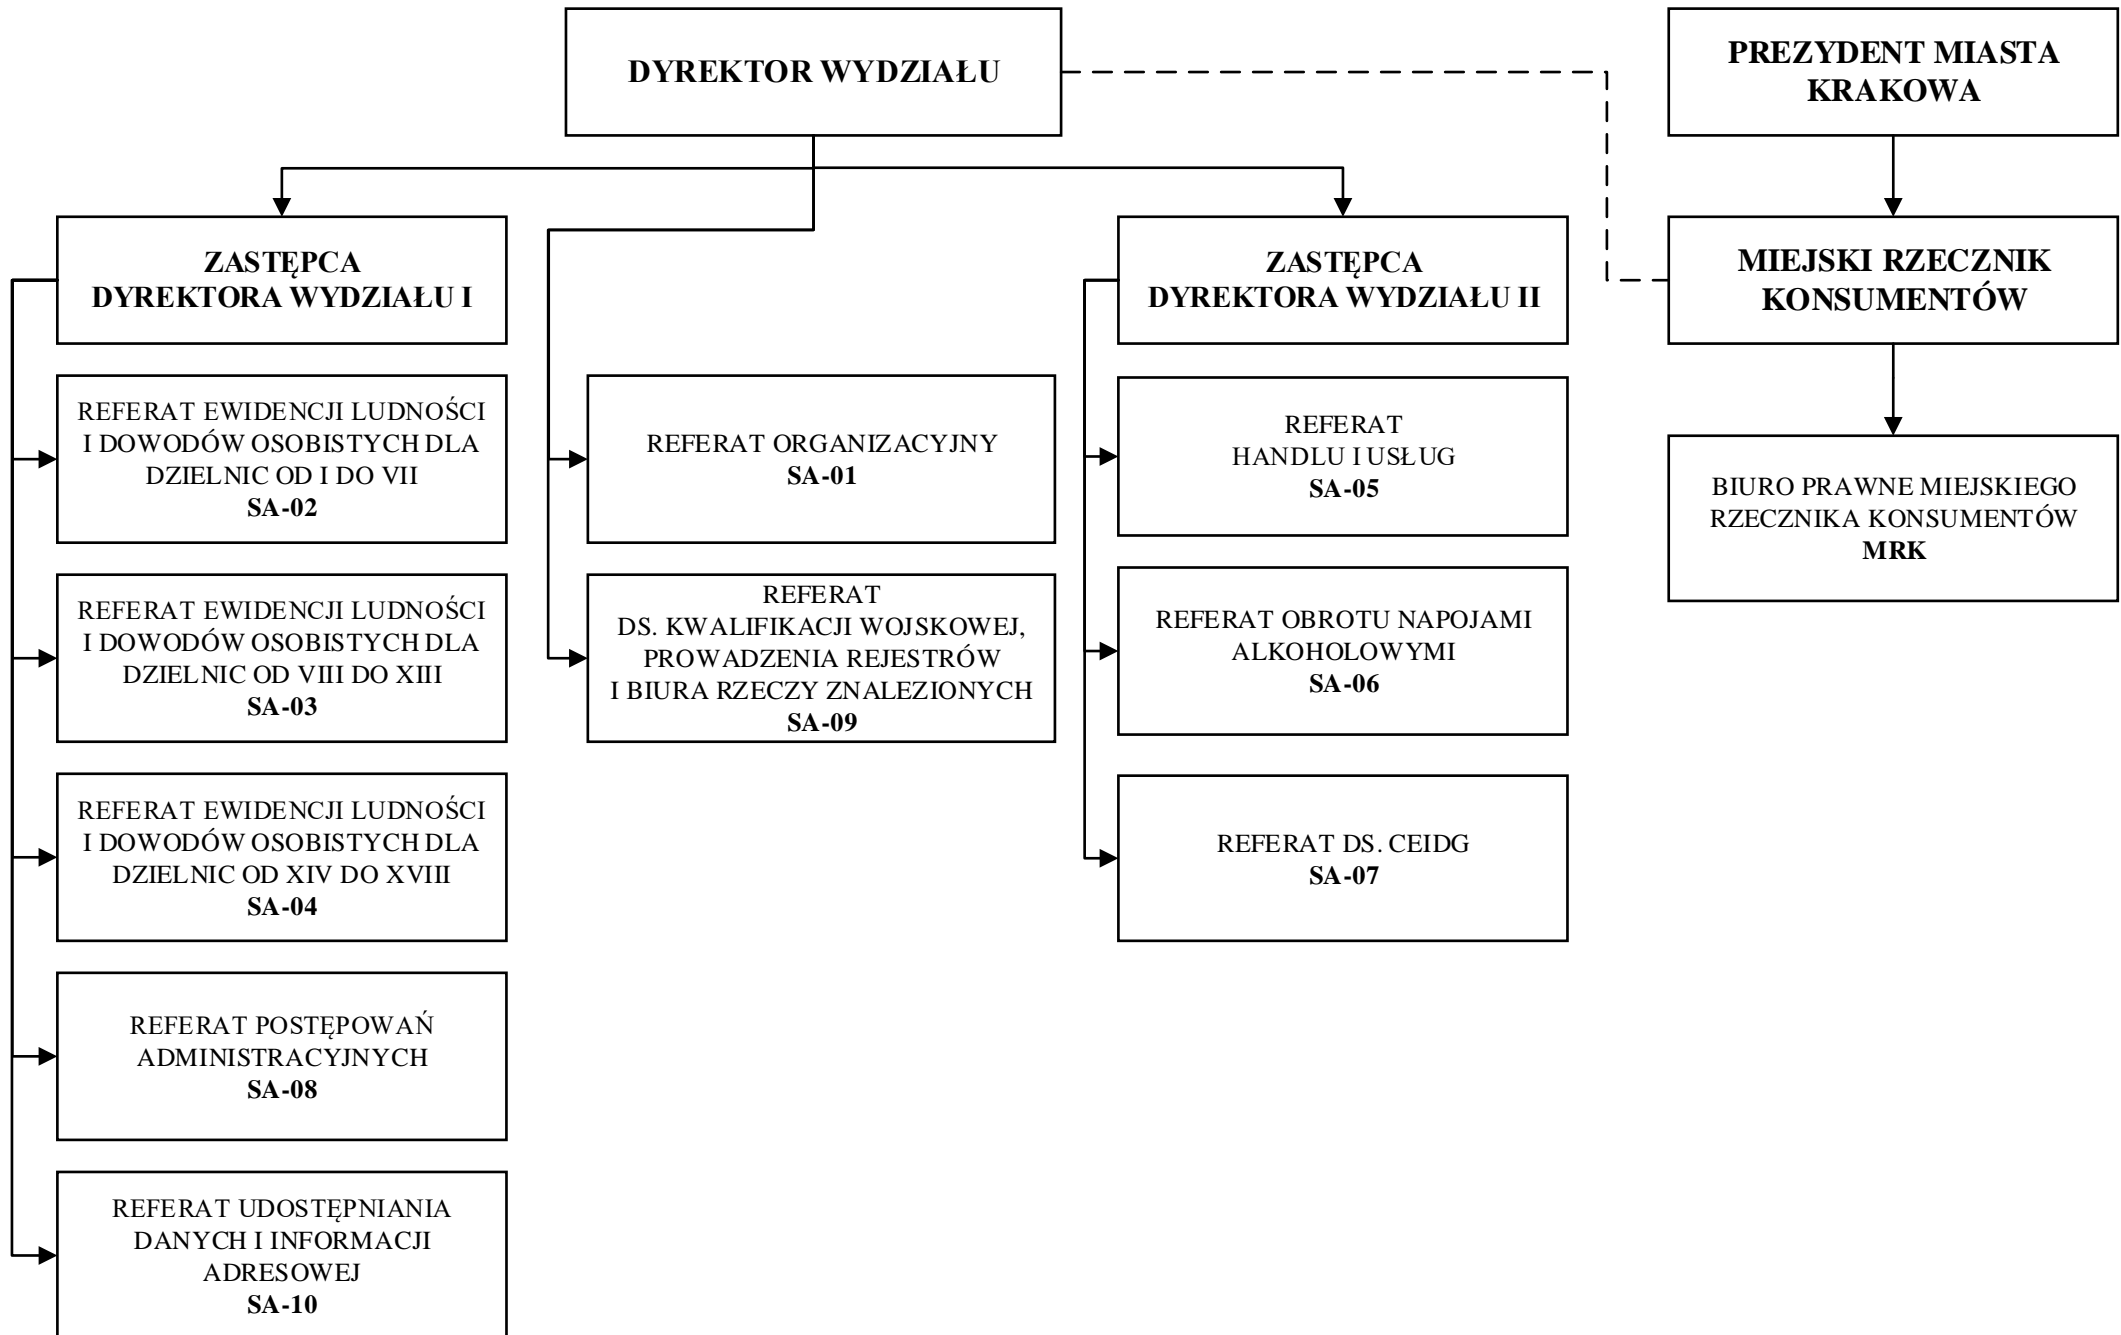 DYREKTOR WYDZIAŁU
PREZYDENT MIASTA
KRAKOWA
ZASTĘPCA
DYREKTORA WYDZIAŁU I
ZASTĘPCA
DYREKTORA WYDZIAŁU II
MIEJSKI RZECZNIK
KONSUMENTÓW
REFERAT EWIDENCJI LUDNOŚCI
I DOWODÓW OSOBISTYCH DLA
DZIELNIC OD I DO VII
SA-02
REFERAT EWIDENCJI LUDNOŚCI
I DOWODÓW OSOBISTYCH DLA
DZIELNIC OD VIII DO XIII
SA-03
REFERAT EWIDENCJI LUDNOŚCI
I DOWODÓW OSOBISTYCH DLA
DZIELNIC OD XIV DO XVIII
SA-04
REFERAT POSTĘPOWAŃ
ADMINISTRACYJNYCH
SA-08
REFERAT UDOSTĘPNIANIA
DANYCH I INFORMACJI
ADRESOWEJ
SA-10
REFERAT ORGANIZACYJNY
SA-01
REFERAT
DS. KWALIFIKACJI WOJSKOWEJ,
PROWADZENIA REJESTRÓW
I BIURA RZECZY ZNALEZIONYCH
SA-09
REFERAT
HANDLU I USŁUG
SA-05
REFERAT OBROTU NAPOJAMI
ALKOHOLOWYMI
SA-06
REFERAT DS. CEIDG
SA-07
BIURO PRAWNE MIEJSKIEGO
RZECZNIKA KONSUMENTÓW
MRK